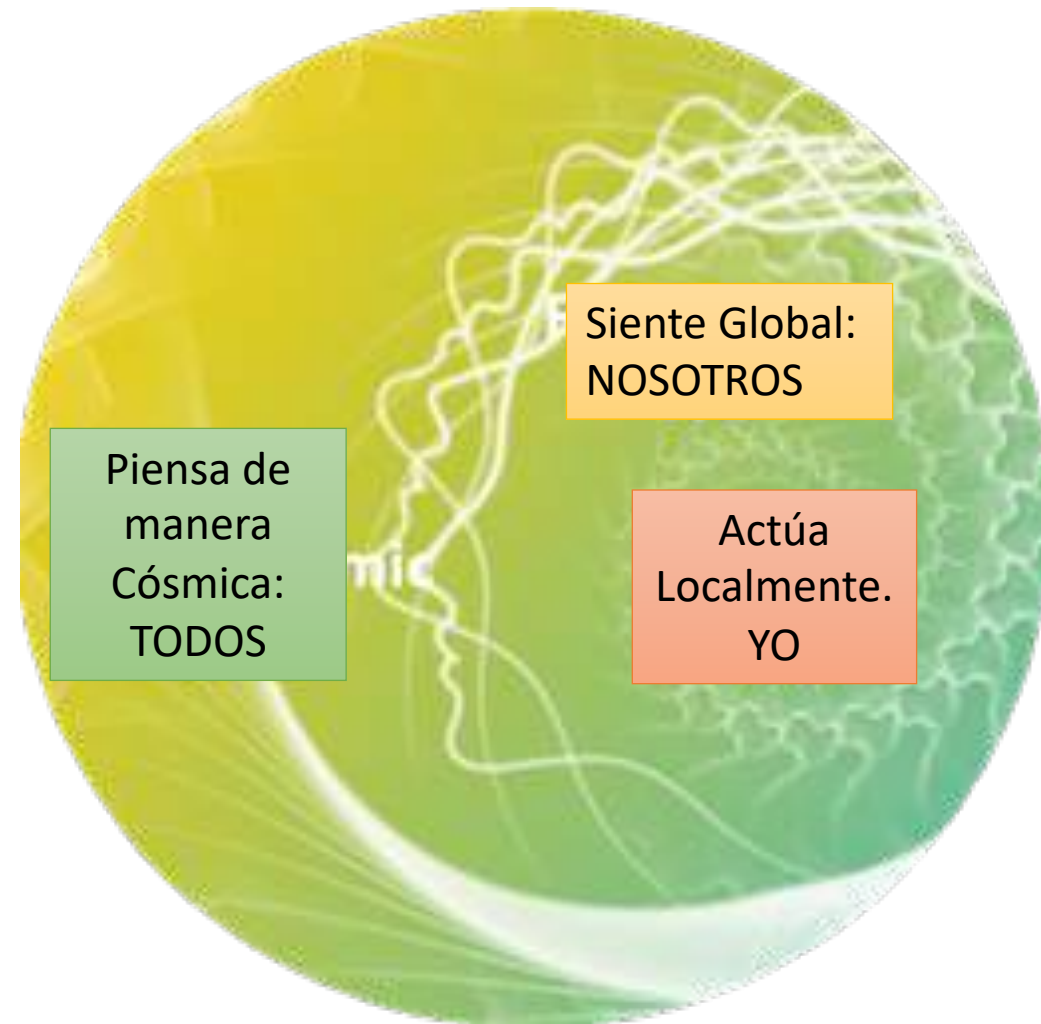 Siente Global:
NOSOTROS
Piensa de
manera
Cósmica:
TODOS
Actúa
Localmente.
YO